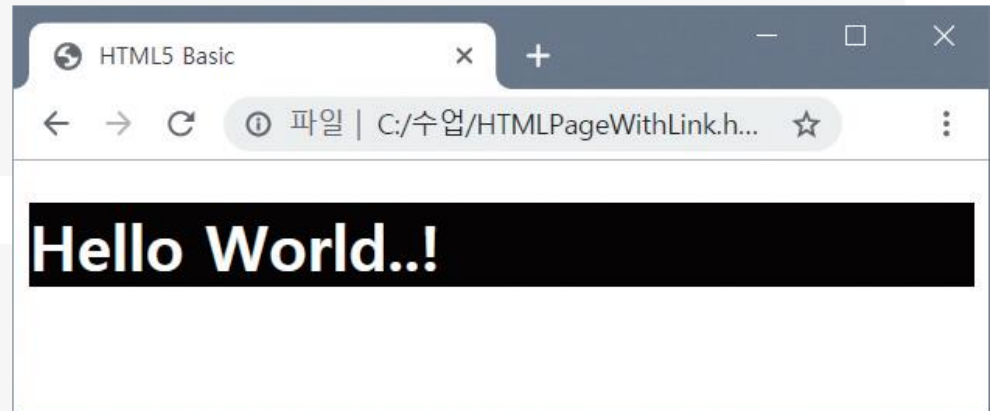 HTML5 Basic
파일 | C:/수업/HTMLPageWithLink.h...
Hello World..!